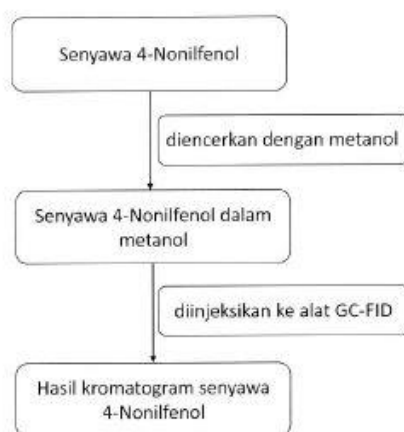 Senyawa 4-Nonilfenol
diencerkan dengan metanol
Senyawa 4-Nonilfenol dalam
metanol
diinjeksikan ke alat GC-FID
Hasil kromatogram senyawa
4-Nonilfenol